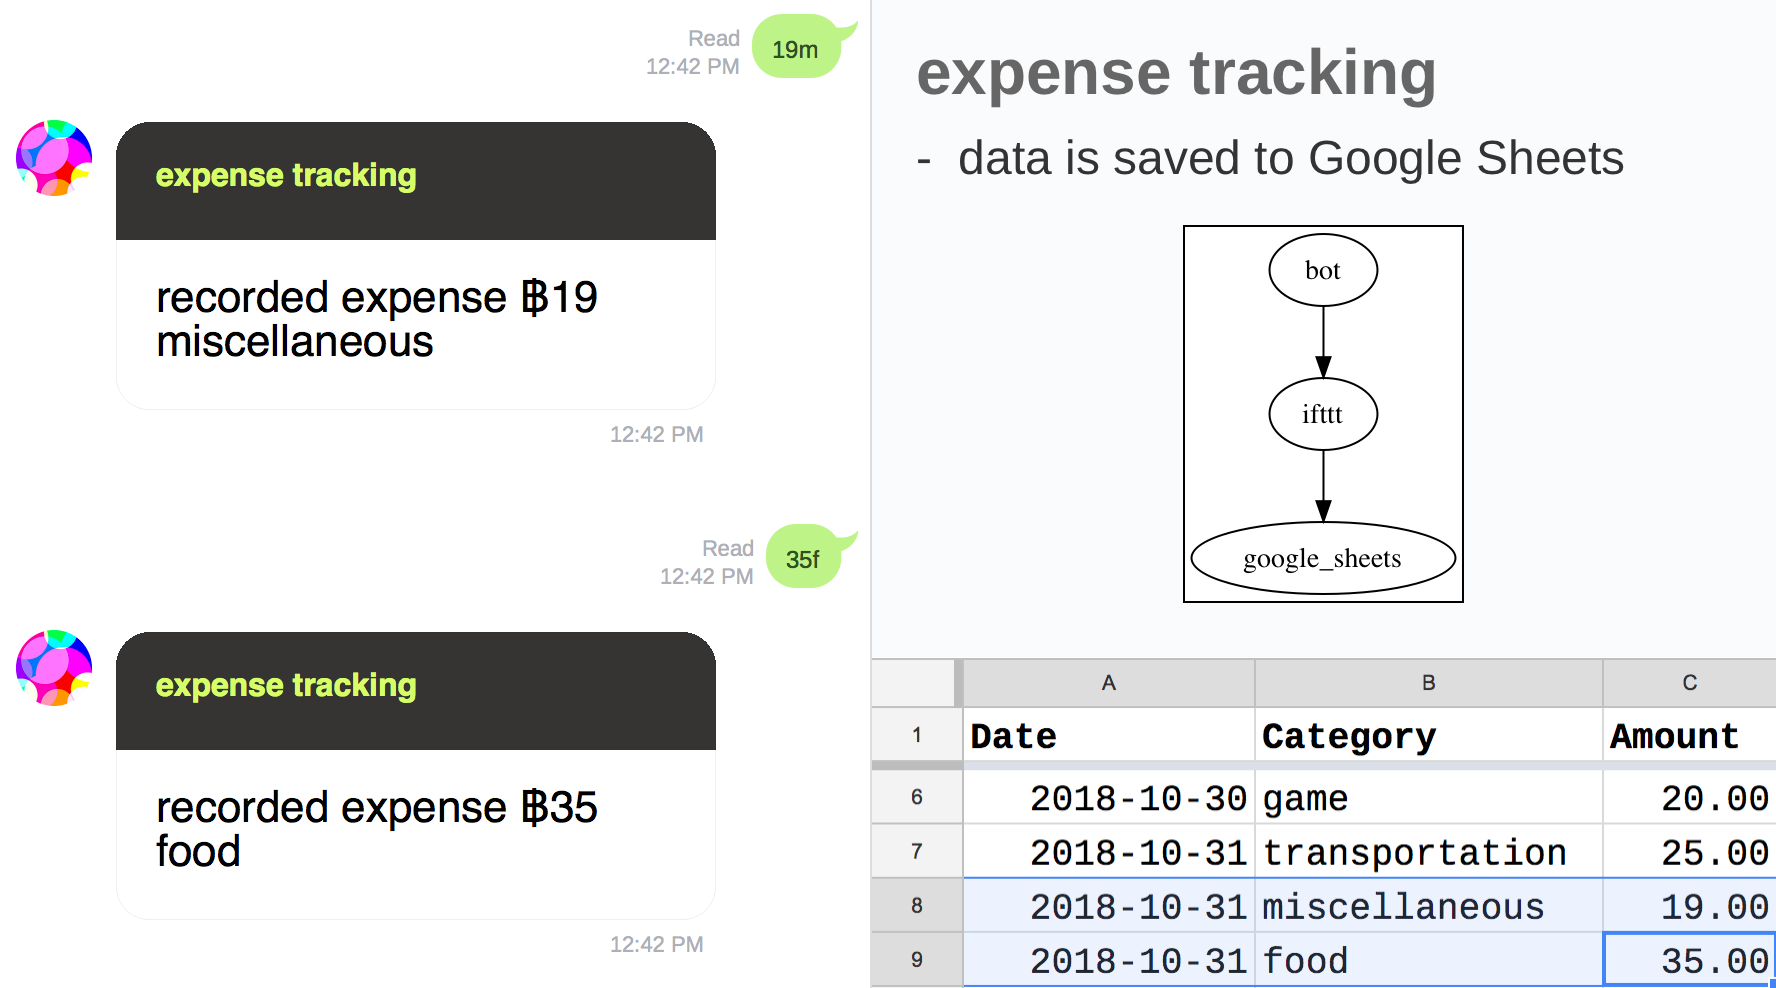 Read
12:42 PM
19m
expense tracking
recorded expense ฿19
miscellaneous
12:42 PM
Read
12:42 PM
35f
expense tracking
recorded expense ฿35
food
12:42 PM
expense tracking
- data is saved to Google Sheets
bot
ifttt
google_sheets
A B C
1 Date Category Amount
6 2018-10-30 game 20.00
7 2018-10-31 transportation 25.00
8 2018-10-31 miscellaneous 19.00
9 2018-10-31 food 35.00